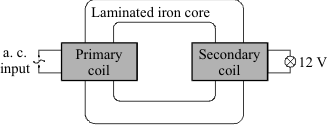 Laminated iron core
a. c.
input
Primary
coil
Secondary
coil
12 V